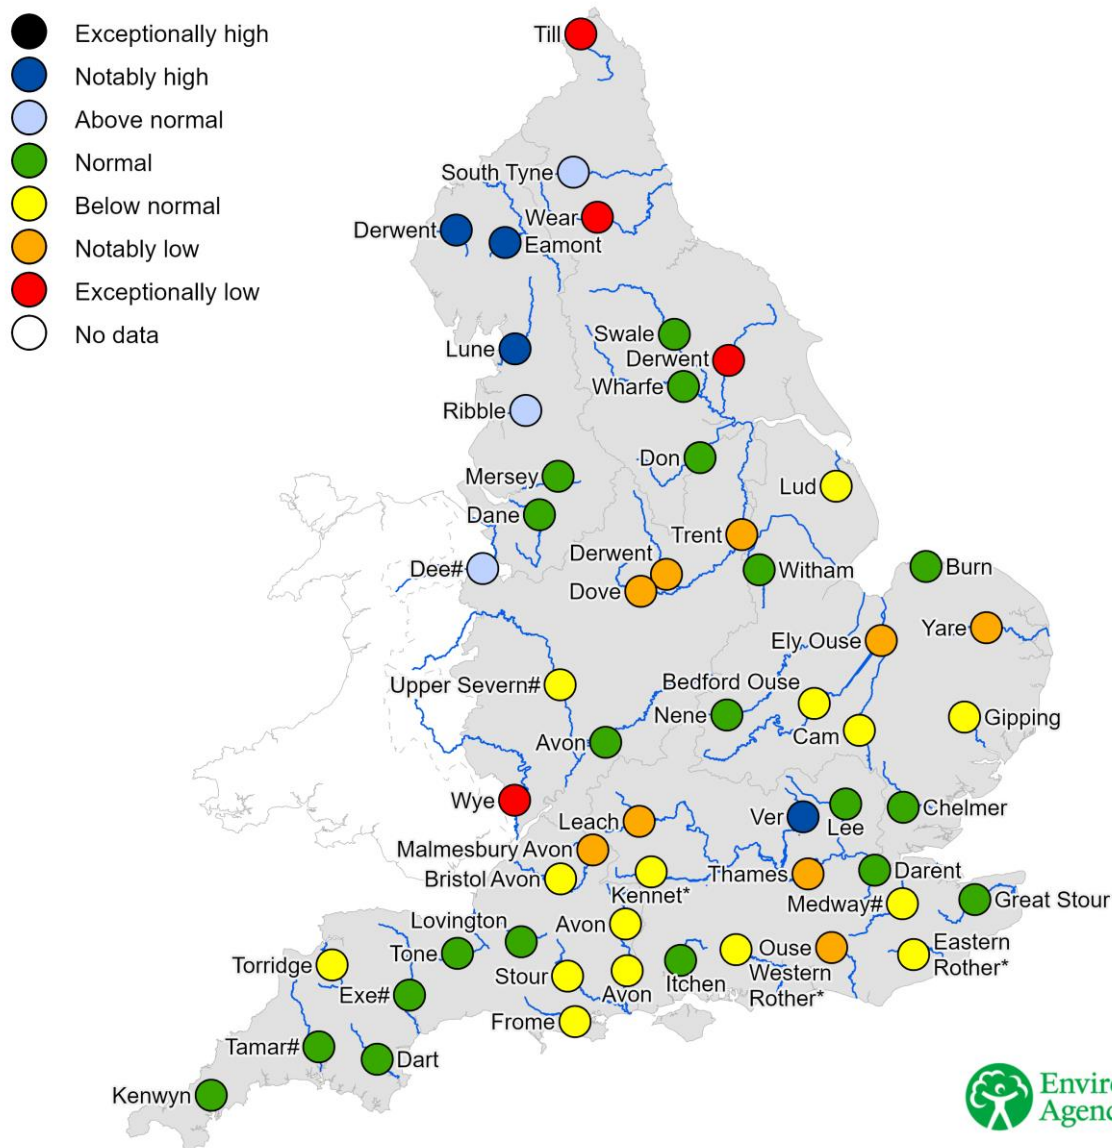 Exceptionally high
Notably high
Above normal
Normal
Below normal
Notably low
Exceptionally low
No data
Till
South Tyne
Wear
Derwent
Eamont
Swale
Lune
Derwent
Wharfe
Ribble
Don
Mersey
Lud
Dane
Trent
Derwent
Dee#
Witham
Burn
Dove
Yare
Ely Ouse
Upper Severn#
Bedford Ouse
Nene
Gipping
Cam
Avon
Wye
Chelmer
Ver
Lee
Leach
Malmesbury Avon
Bristol Avon
Kennet*
Thames
Darent
Medway#
Great Stour
Lovington
Avon
Tone
Ouse
Eastern
Rother*
Torridge
Stour
Avon
Itchen
Western
Rother*
Exe#
Frome
Tamar#
Dart
Kenwyn
Enviro
Agenc